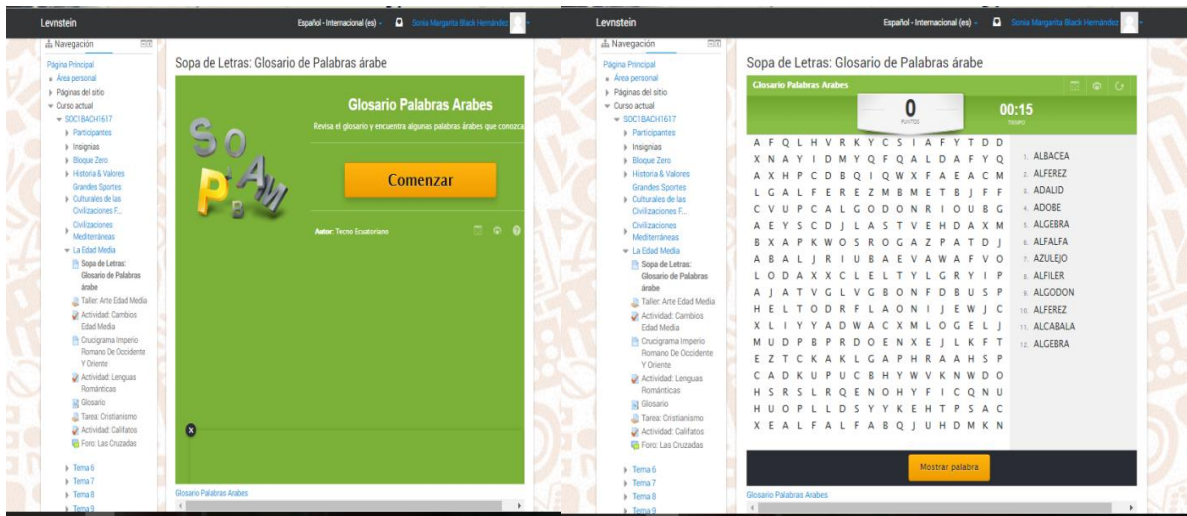 Levnstein
Español - Internacional (es)
Sonia Margarita Black Hernández
Navegación
Página Principal
Área personal
Páginas del sitio
Curso actual
SOC1BACH1617
Participantes
Insignias
Bloque Zero
Historia & Valores
Grandes Sportes
Culturales de las
Civilizaciones F...
Civilizaciones
Mediterráneas
La Edad Media
Sopa de Letras:
Glosario de Palabras
árabe
Taller: Arte Edad Media
Actividad: Cambios
Edad Media
Crucigrama Imperio
Romano De Occidente
Y Oriente
Actividad: Lenguas
Románticas
Glosario
Tarea: Cristianismo
Actividad: Califatos
Foro: Las Cruzadas
Tema 6
Tema 7
Tema 8
Tema 9
Sopa de Letras: Glosario de Palabras árabe
SOPA
DE
Glosario Palabras Arabes
Revisa el glosario y encuentra algunas palabras árabes que conozca
Comenzar
Autor: Tecno Ecuatoriano
Glosario Palabras Arabes
Levnstein
Español - Internacional (es)
Sonia Margarita Black Hernández
Navegación
Página Principal
Área personal
Páginas del sitio
Curso actual
SOC1BACH1617
Participantes
Insignias
Bloque Zero
Historia & Valores
Grandes Sportes
Culturales de las
Civilizaciones F...
Civilizaciones
Mediterráneas
La Edad Media
Sopa de Letras:
Glosario de Palabras
árabe
Taller: Arte Edad Media
Actividad: Cambios
Edad Media
Crucigrama Imperio
Romano De Occidente
Y Oriente
Actividad: Lenguas
Románticas
Glosario
Tarea: Cristianismo
Actividad: Califatos
Foro: Las Cruzadas
Tema 6
Tema 7
Tema 8
Tema 9
Sopa de Letras: Glosario de Palabras árabe
Glosario Palabras Arabes
0
PUNTOS
00:15
TIEMPO
A F Q L H V R K Y C S I A F Y T D D
X N A Y I D M Y Q F Q A L D A F Y Q
A X H P C D B Q I Q W X F A E A C M
L G A L F E R E Z M B M E T B J F F
C V U P C A L G O D O N R I O U B G
A E Y S C D J L A S T V E H D A X M
B X A P K W O S R O G A Z P A T D J
A B A L J R I U B A E V A W A F V O
L O D A X X C L E L T Y L G R Y I P
A J A T V G L V G B O N F D B U S P
H E L T O D R F L A O N I J E W J C
X L I Y Y A D W A C X M L O G E L J
M U D P B P R D O E N X E J L K F T
E Z T C K A K L G A P H R A A H S P
C A D K U P U C B H Y W V K N W D O
H S R S L R Q E N O H Y F I C Q N U
H U O P L L D S Y Y K E H T P S A C
X E A L F A L F A B Q J U H D M K N
1. ALBACEA
2. ALFEREZ
3. ADALID
4. ADOBE
5. ALGEBRA
6. ALFALFA
7. AZULEJO
8. ALFILER
9. ALGODON
10. ALFEREZ
11. ALCABALA
12. ALGEBRA
Mostrar palabra
Glosario Palabras Arabes